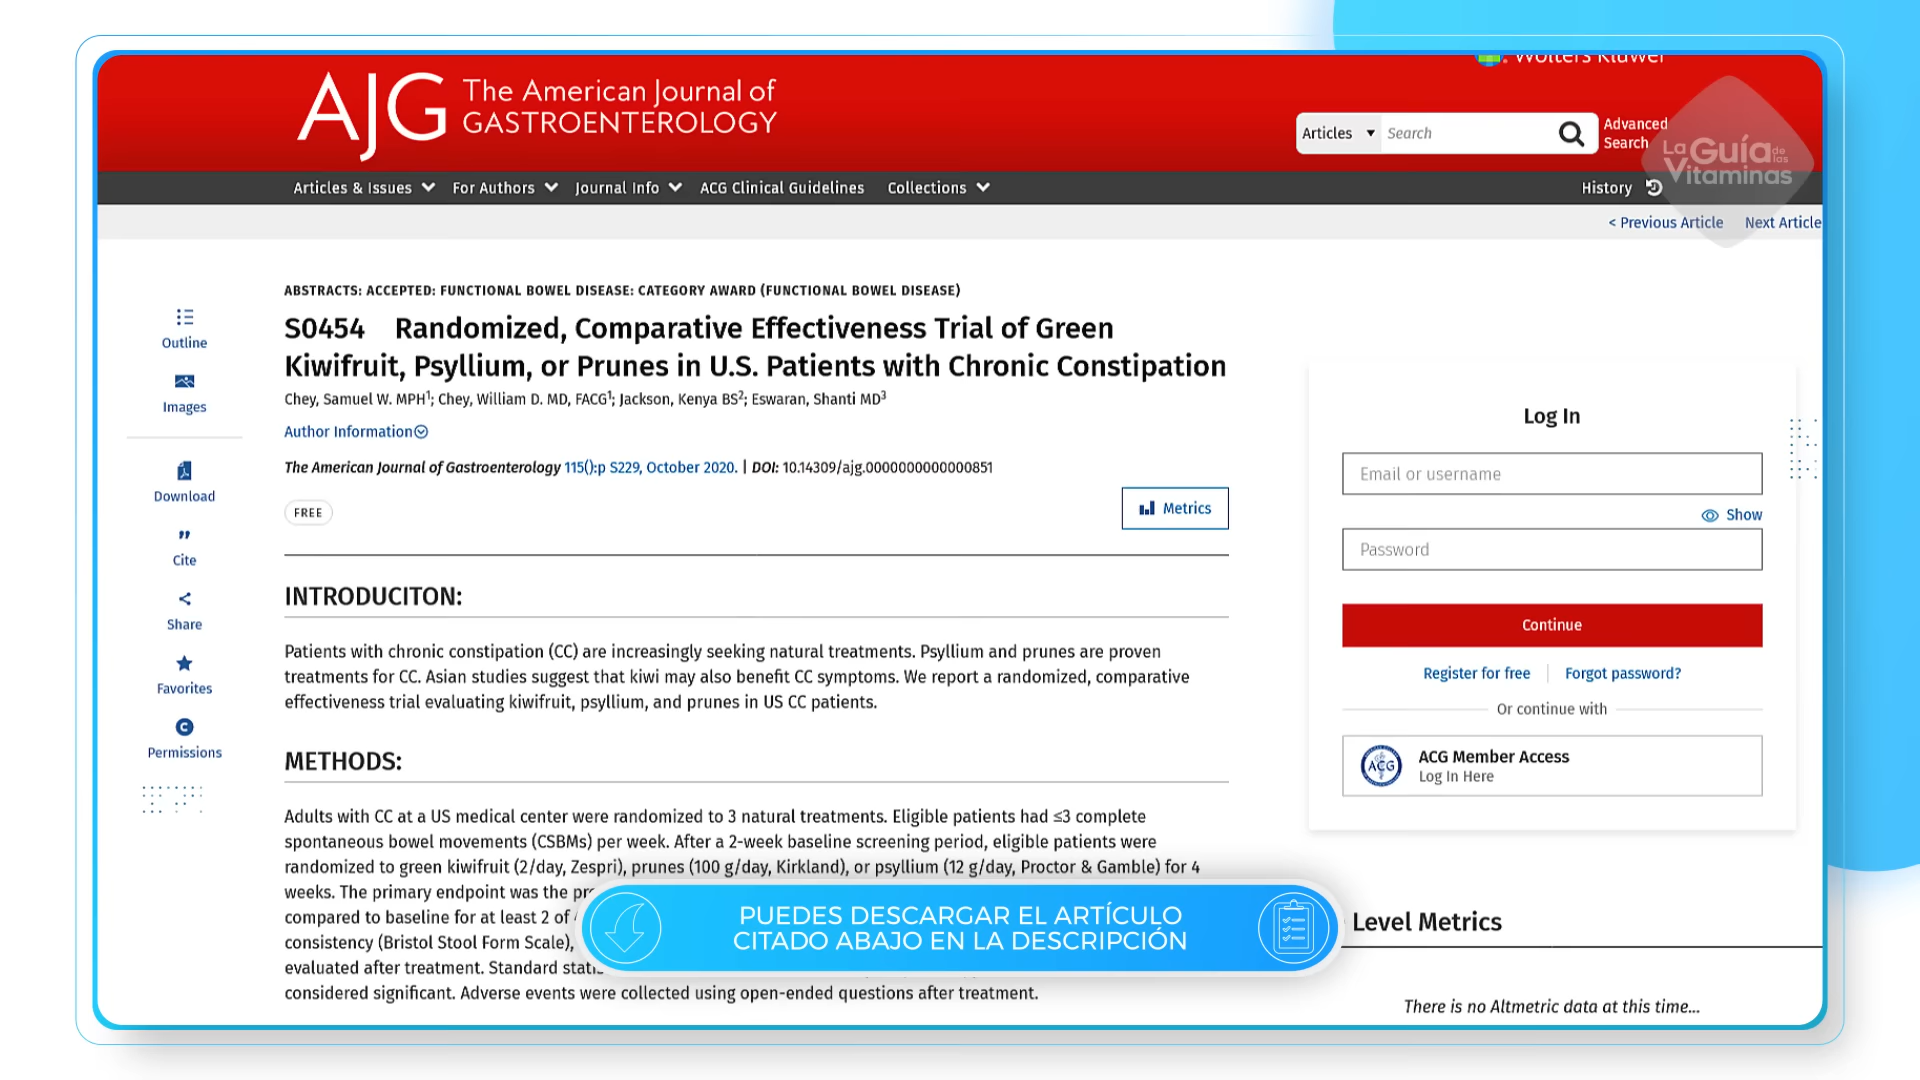 Wolters Kluwer
AJG The American Journal of
GASTROENTEROLOGY
Articles Search
Advanced
Search
La Guía de las
Vitaminas
Articles & Issues For Authors Journal Info ACG Clinical Guidelines Collections History
< Previous Article Next Article
ABSTRACTS: ACCEPTED: FUNCTIONAL BOWEL DISEASE: CATEGORY AWARD (FUNCTIONAL BOWEL DISEASE)
S0454 Randomized, Comparative Effectiveness Trial of Green
Kiwifruit, Psyllium, or Prunes in U.S. Patients with Chronic Constipation
Chey, Samuel W. MPH1; Chey, William D. MD, FACG1; Jackson, Kenya BS2; Eswaran, Shanti MD3
Author Information
The American Journal of Gastroenterology 115():p S229, October 2020. | DOI: 10.14309/ajg.0000000000000851
FREE
Metrics
Outline
Images
Download
Cite
Share
Favorites
Permissions
INTRODUCITON:
Patients with chronic constipation (CC) are increasingly seeking natural treatments. Psyllium and prunes are proven
treatments for CC. Asian studies suggest that kiwi may also benefit CC symptoms. We report a randomized, comparative
effectiveness trial evaluating kiwifruit, psyllium, and prunes in US CC patients.
METHODS:
Adults with CC at a US medical center were randomized to 3 natural treatments. Eligible patients had ≤3 complete
spontaneous bowel movements (CSBMs) per week. After a 2-week baseline screening period, eligible patients were
randomized to green kiwifruit (2/day, Zespri), prunes (100 g/day, Kirkland), or psyllium (12 g/day, Proctor & Gamble) for 4
weeks. The primary endpoint was the
compared to baseline for at least 2 of
consistency (Bristol Stool Form Scale),
evaluated after treatment. Standard
considered significant. Adverse events were collected using open-ended questions after treatment.
PUEDES DESCARGAR EL ARTÍCULO
CITADO ABAJO EN LA DESCRIPCIÓN
Log In
Email or username
Show
Password
Continue
Register for free Forgot password?
Or continue with
ACG
ACG Member Access
Log In Here
Level Metrics
There is no Altmetric data at this time...